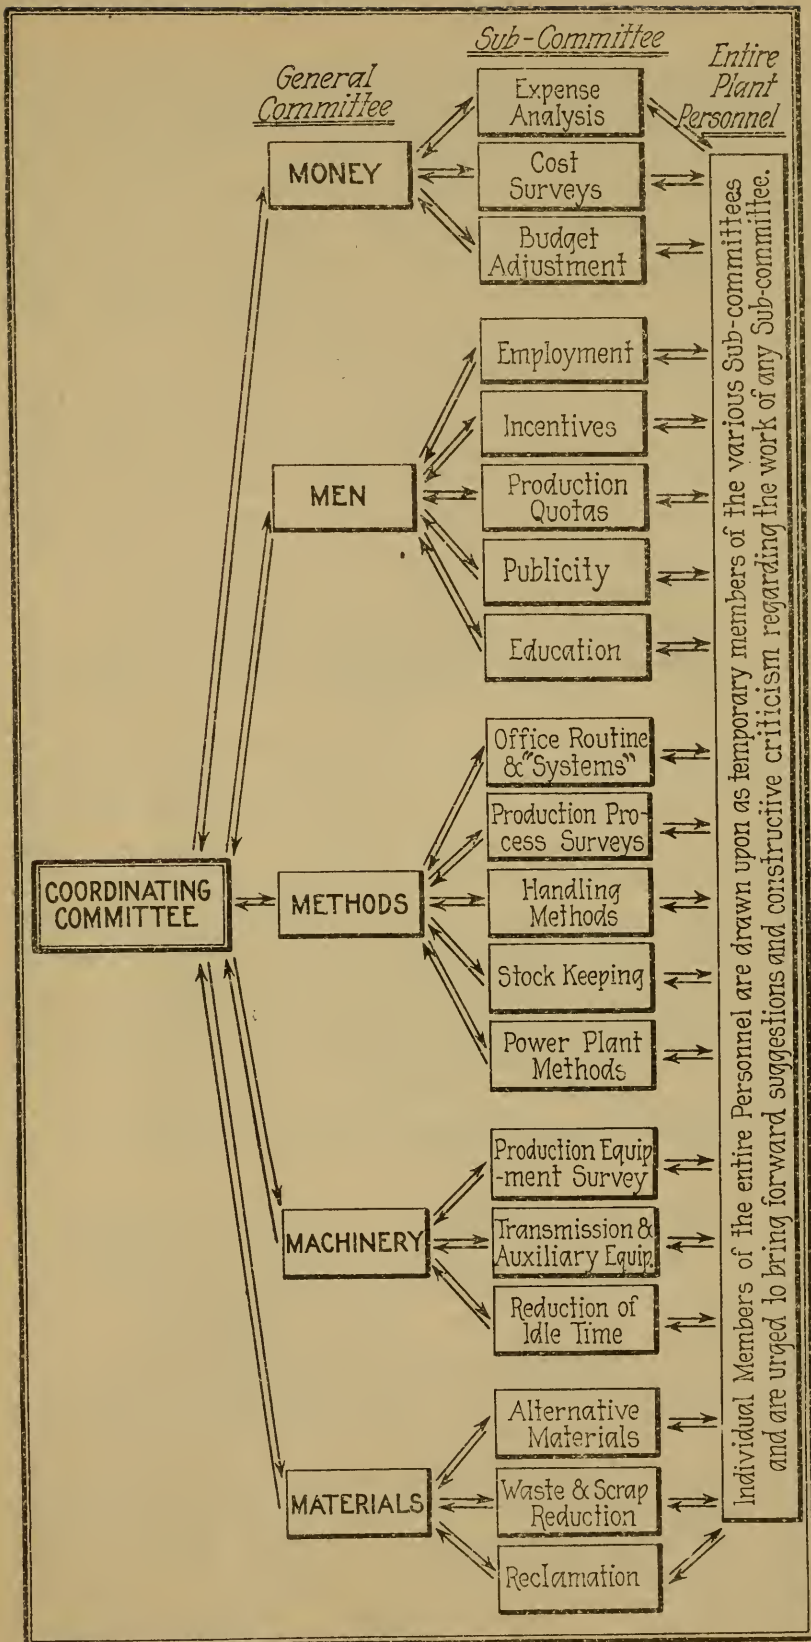 General
Committee
Sub-Committee
Entire
Plant
Personnel
COORDINATING
COMMITTEE
MONEY
Expense
Analysis
Cost
Surveys
Budget
Adjustment
MEN
Employment
Incentives
Production
Quotas
Publicity
Education
METHODS
Office Routine
& "Systems"
Production Pro-
cess Surveys
Handling
Methods
Stock Keeping
Power Plant
Methods
MACHINERY
Production Equip
-ment Survey
Transmission &
Auxiliary Equip.
Reduction of
Idle Time
MATERIALS
Alternative
Materials
Waste & Scrap
Reduction
Reclamation
Individual Members of the entire Personnel are drawn upon as temporary members of the various Sub-committees
and are urged to bring forward suggestions and constructive criticism regarding the work of any Sub-committee.